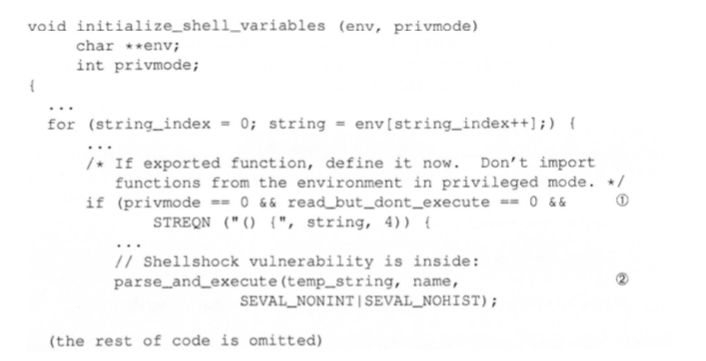 void initialize_shell_variables (env, privmode)
char **env;
int privmode;
{
...
for (string_index = 0; string = env[string_index++];) {
...
/* If exported function, define it now. Don't import
functions from the environment in privileged mode. */
if (privmode == 0 && read_but_dont_execute == 0 && ①
STREQN ("() {", string, 4)) {
...
// Shellshock vulnerability is inside:
parse_and_execute(temp_string, name, ②
SEVAL_NONINT|SEVAL_NOHIST);
(the rest of code is omitted)